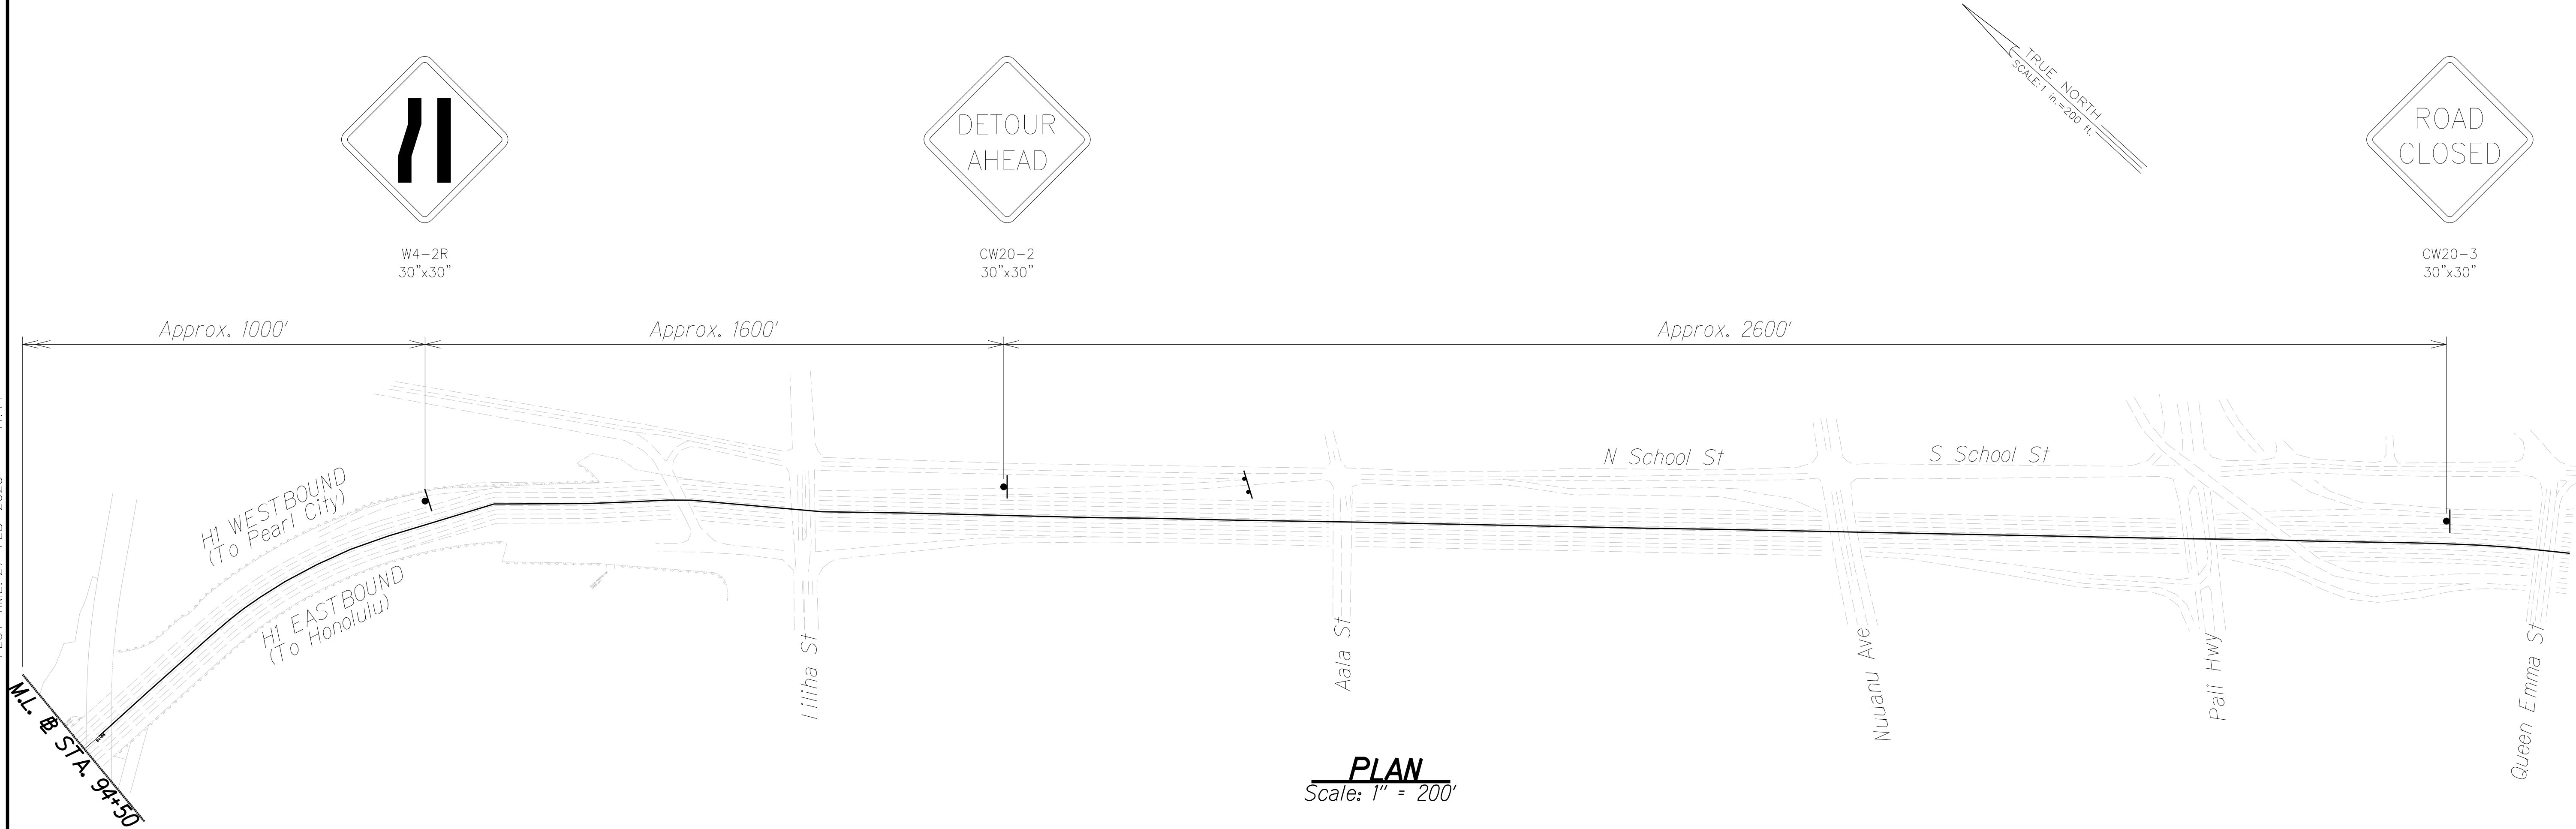 DETOUR
AHEAD
TRUE NORTH
SCALE: 1 in.=200 ft.
ROAD
CLOSED
W4-2R
30"x30"
CW20-2
30"x30"
CW20-3
30"x30"
Approx. 1000'
Approx. 1600'
Approx. 2600'
H1 WESTBOUND
(To Pearl City)
H1 EASTBOUND
(To Honolulu)
N School St
S School St
Liliha St
Aala St
Nuuanu Ave
Pali Hwy
Queen Emma St
M.L. STA. 94+50
PLAN
Scale: 1" = 200'